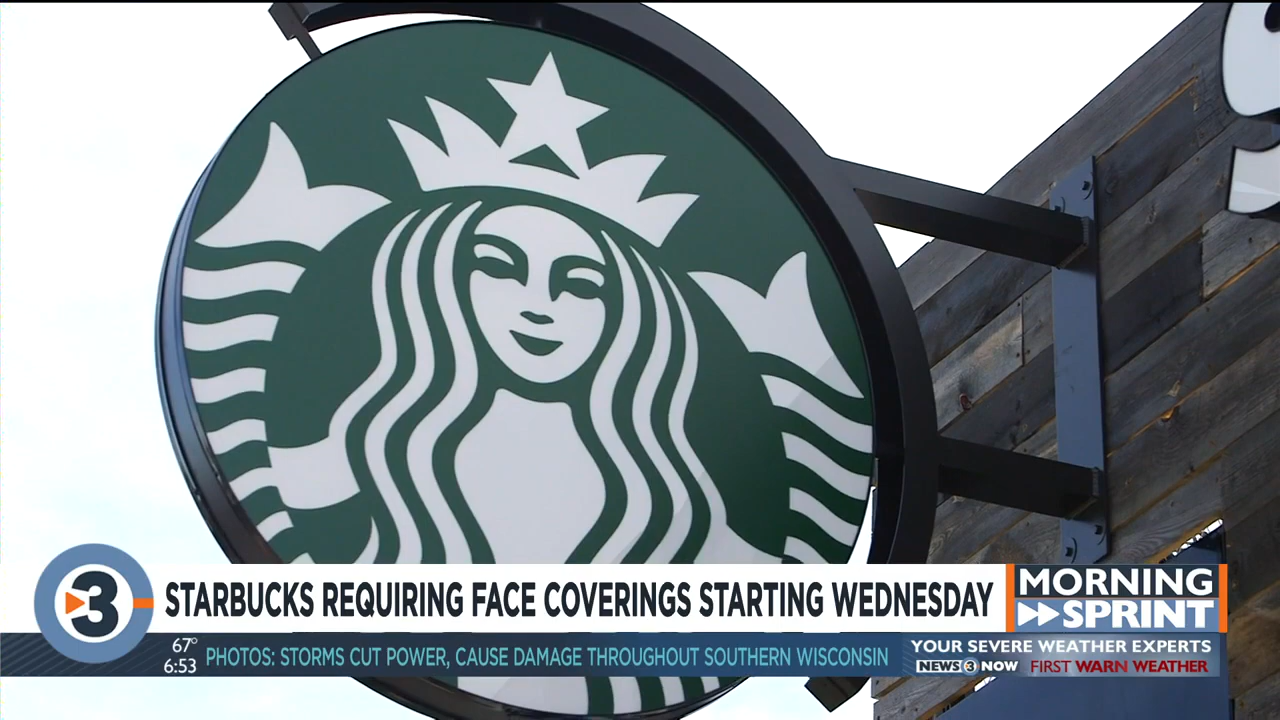 3
STARBUCKS REQUIRING FACE COVERINGS STARTING WEDNESDAY
MORNING
SPRINT
67°
6:53
PHOTOS: STORMS CUT POWER, CAUSE DAMAGE THROUGHOUT SOUTHERN WISCONSIN
YOUR SEVERE WEATHER EXPERTS
NEWS 3 NOW FIRST WARN WEATHER